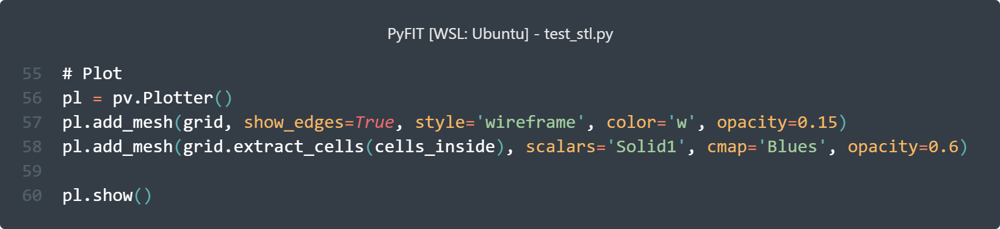 PyFIT [WSL: Ubuntu] - test_stl.py
55 # Plot
56 pl = pv.Plotter()
57 pl.add_mesh(grid, show_edges=True, style='wireframe', color='w', opacity=0.15)
58 pl.add_mesh(grid.extract_cells(cells_inside), scalars='Solid1', cmap='Blues', opacity=0.6)
59
60 pl.show()